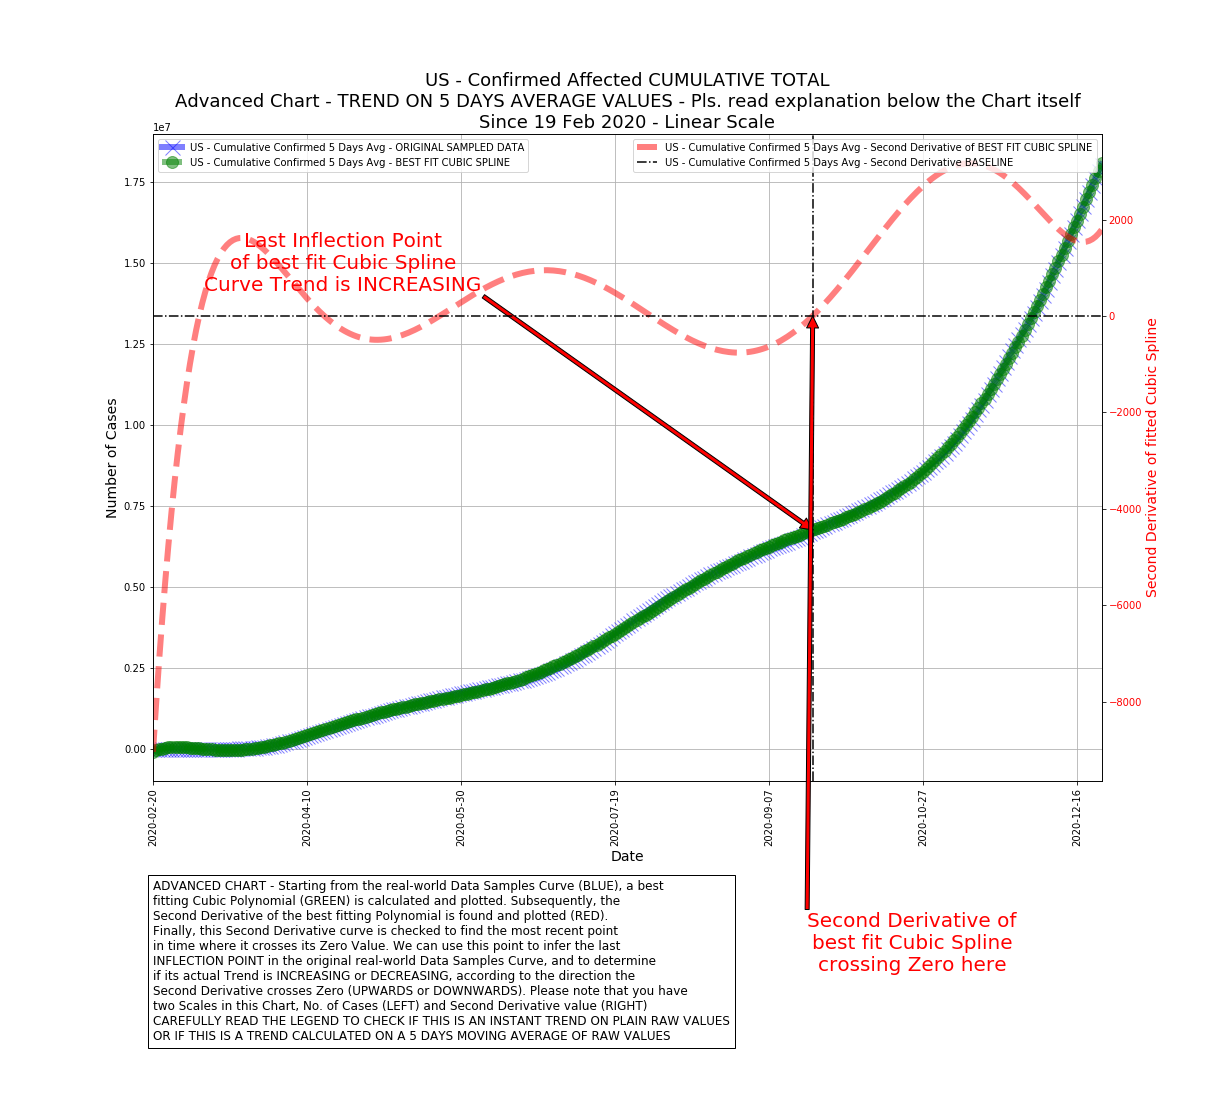 US - Confirmed Affected CUMULATIVE TOTAL
Advanced Chart - TREND ON 5 DAYS AVERAGE VALUES - Pls. read explanation below the Chart itself
Since 19 Feb 2020 - Linear Scale
1e7
US - Cumulative Confirmed 5 Days Avg - ORIGINAL SAMPLED DATA
US - Cumulative Confirmed 5 Days Avg - BEST FIT CUBIC SPLINE
US - Cumulative Confirmed 5 Days Avg - Second Derivative of BEST FIT CUBIC SPLINE
US - Cumulative Confirmed 5 Days Avg - Second Derivative BASELINE
Last Inflection Point
of best fit Cubic Spline
Curve Trend is INCREASING
1.75
1.50
1.25
1.00
0.75
0.50
0.25
0.00
Number of Cases
2000
0
−2000
−4000
−6000
−8000
Second Derivative of fitted Cubic Spline
2020-02-20
2020-04-10
2020-05-30
2020-07-19
2020-09-07
2020-10-27
2020-12-16
Date
ADVANCED CHART - Starting from the real-world Data Samples Curve (BLUE), a best
fitting Cubic Polynomial (GREEN) is calculated and plotted. Subsequently, the
Second Derivative of the best fitting Polynomial is found and plotted (RED).
Finally, this Second Derivative curve is checked to find the most recent point
in time where it crosses its Zero Value. We can use this point to infer the last
INFLECTION POINT in the original real-world Data Samples Curve, and to determine
if its actual Trend is INCREASING or DECREASING, according to the direction the
Second Derivative crosses Zero (UPWARDS or DOWNWARDS). Please note that you have
two Scales in this Chart, No. of Cases (LEFT) and Second Derivative value (RIGHT)
CAREFULLY READ THE LEGEND TO CHECK IF THIS IS AN INSTANT TREND ON PLAIN RAW VALUES
OR IF THIS IS A TREND CALCULATED ON A 5 DAYS MOVING AVERAGE OF RAW VALUES
Second Derivative of
best fit Cubic Spline
crossing Zero here